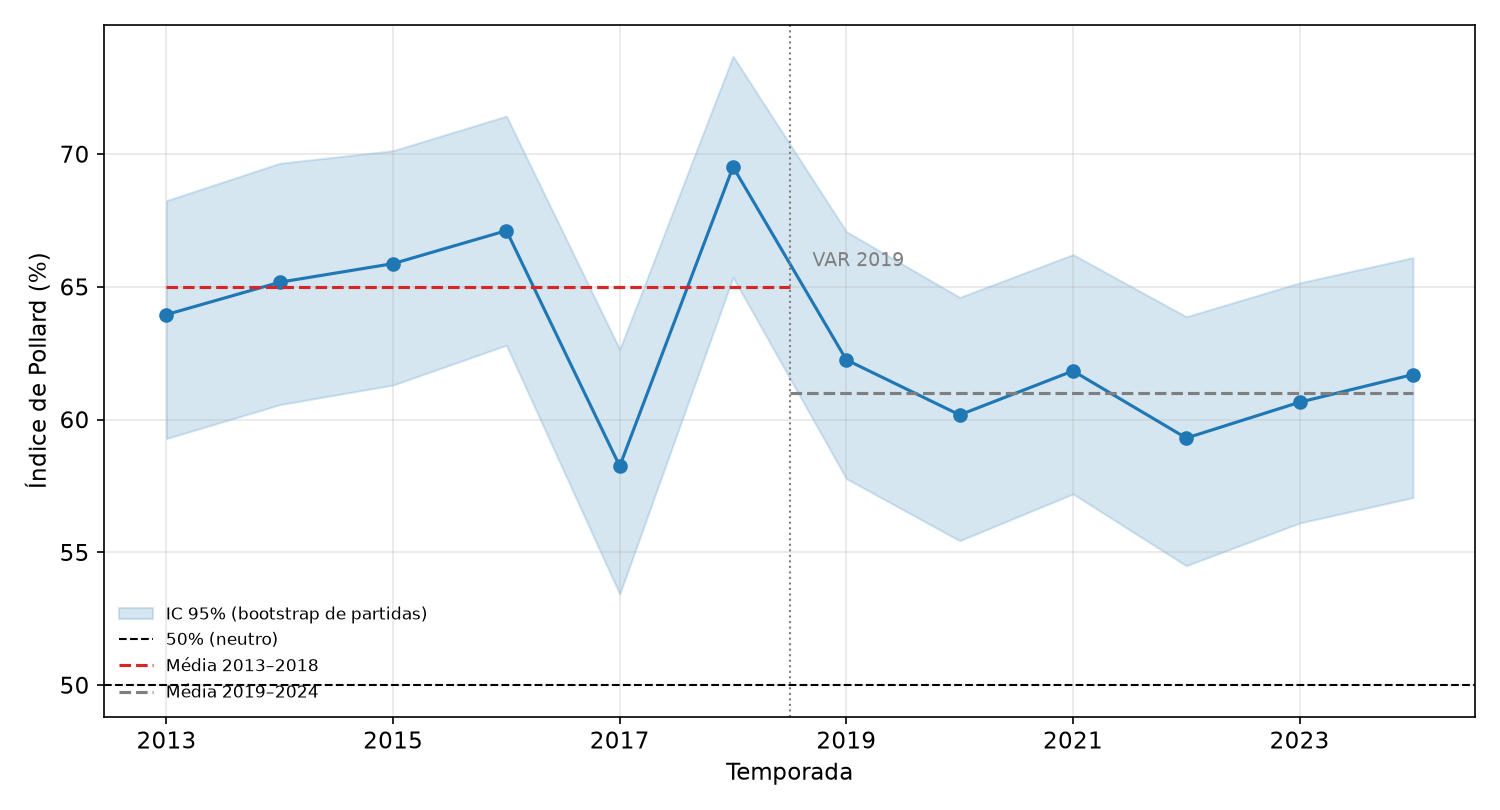 Índice de Pollard (%)
70
65
60
55
50
VAR 2019
IC 95% (bootstrap de partidas)
50% (neutro)
Média 2013–2018
Média 2019–2024
2013 2015 2017 2019 2021 2023
Temporada